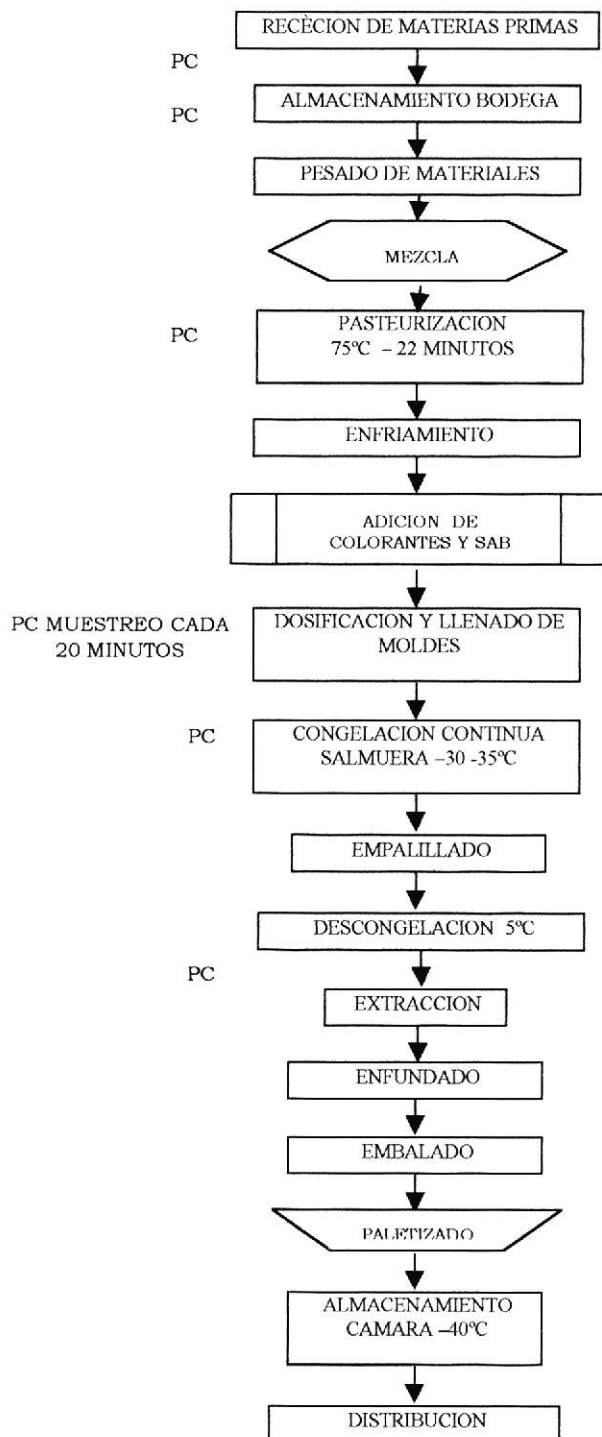 RECÈCION DE MATERIAS PRIMAS
PC
ALMACENAMIENTO BODEGA
PC
PESADO DE MATERIALES
MEZCLA
PASTEURIZACION
PC
75ºC – 22 MINUTOS
ENFRIAMIENTO
ADICION DE
COLORANTES Y SAB
PC MUESTREO CADA
20 MINUTOS
DOSIFICACION Y LLENADO DE
MOLDES
PC
CONGELACION CONTINUA
SALMUERA –30 -35ºC
EMPALILLADO
DESCONGELACION 5ºC
PC
EXTRACCION
ENFUNDADO
EMBALADO
PALETIZADO
ALMACENAMIENTO
CAMARA –40ºC
DISTRIBUCION